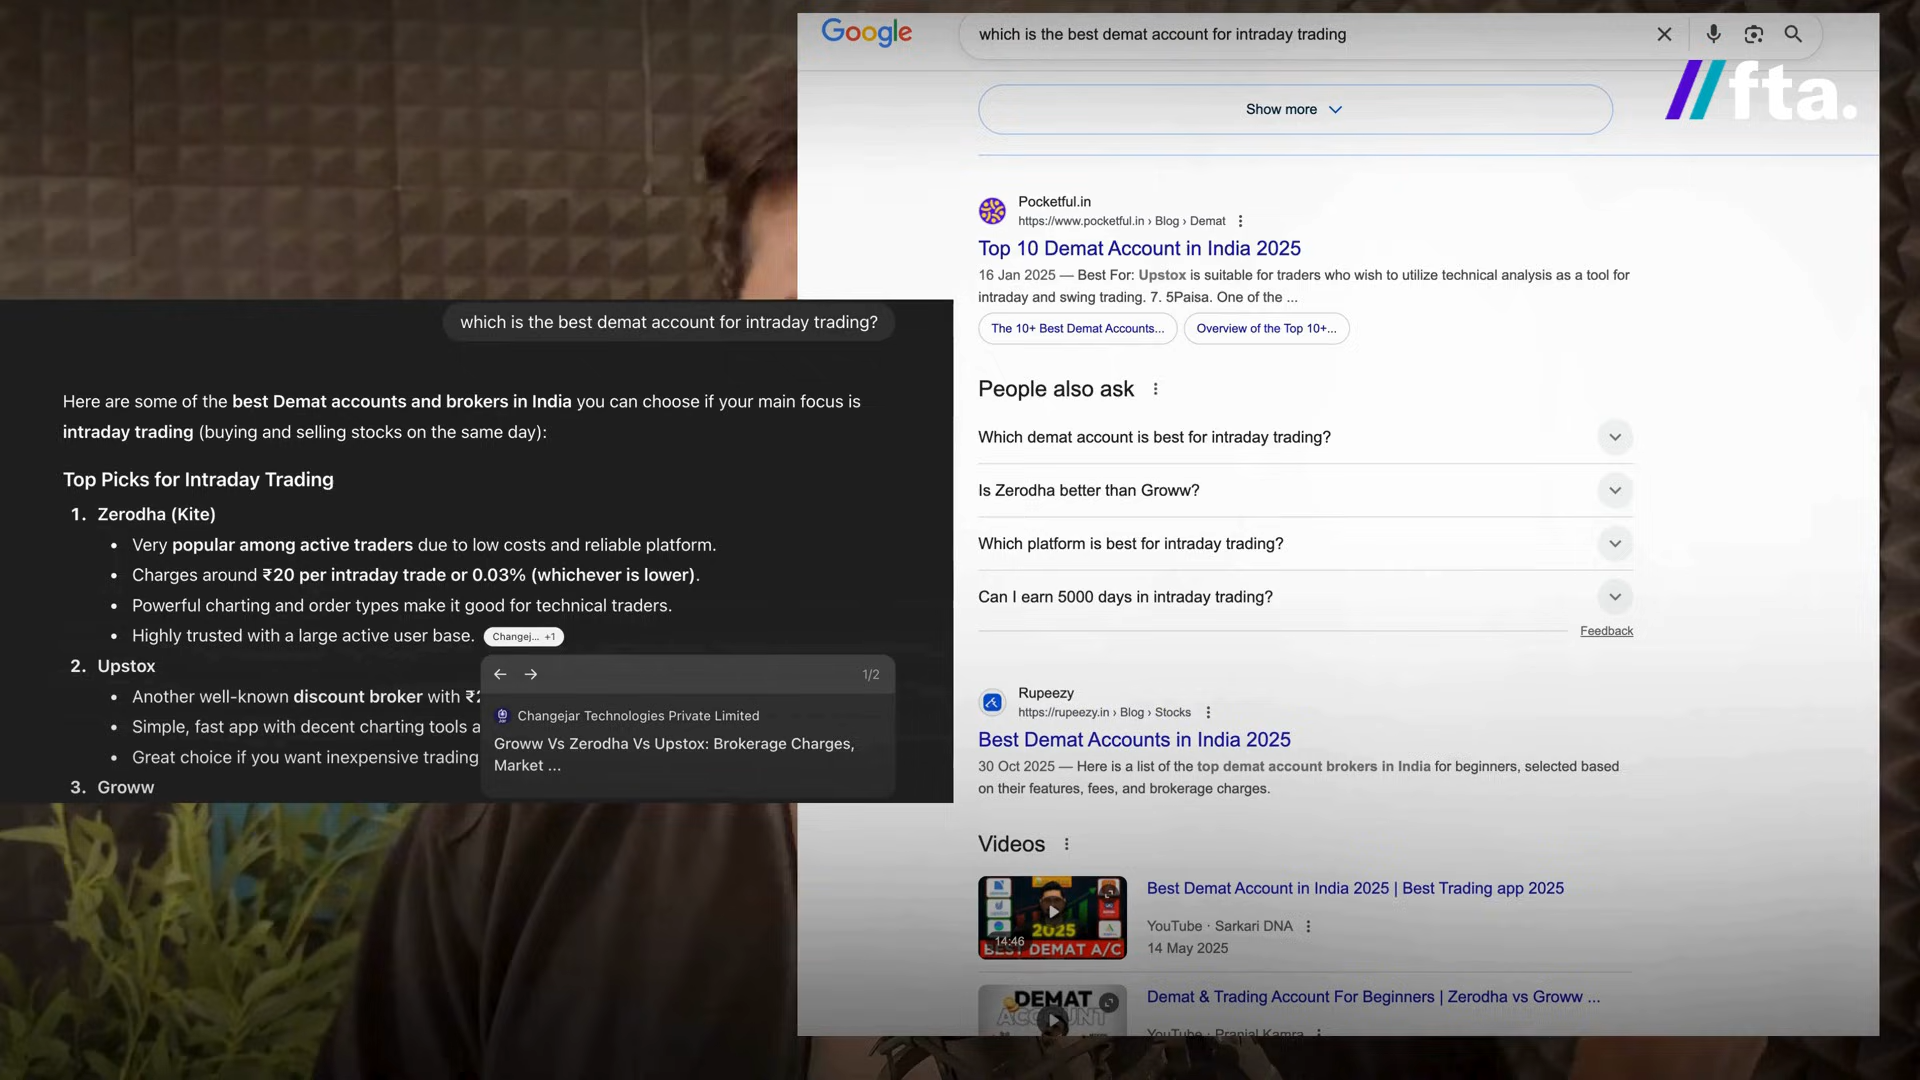 Google
which is the best demat account for intraday trading
//fta.
Show more
Pocketful.in
https://www.pocketful.in › Blog › Demat
Top 10 Demat Account in India 2025
16 Jan 2025 — Best For: Upstox is suitable for traders who wish to utilize technical analysis as a tool for
intraday and swing trading. 7. 5Paisa. One of the ...
The 10+ Best Demat Accounts...
Overview of the Top 10+...
People also ask
Which demat account is best for intraday trading?
Is Zerodha better than Groww?
Which platform is best for intraday trading?
Can I earn 5000 days in intraday trading?
Feedback
Rupeezy
https://rupeezy.in › Blog › Stocks
Best Demat Accounts in India 2025
30 Oct 2025 — Here is a list of the top demat account brokers in India for beginners, selected based
on their features, fees, and brokerage charges.
Videos
2025
14:46
BEST DEMAT A/C
Best Demat Account in India 2025 | Best Trading app 2025
YouTube · Sarkari DNA
14 May 2025
DEMAT
ACCOUNT
Demat & Trading Account For Beginners | Zerodha vs Groww ...
YouTube · Pranjal Kamra
which is the best demat account for intraday trading?
Here are some of the best Demat accounts and brokers in India you can choose if your main focus is
intraday trading (buying and selling stocks on the same day):
Top Picks for Intraday Trading
1. Zerodha (Kite)
• Very popular among active traders due to low costs and reliable platform.
• Charges around ₹20 per intraday trade or 0.03% (whichever is lower).
• Powerful charting and order types make it good for technical traders.
• Highly trusted with a large active user base. Changej... +1
2. Upstox
• Another well-known discount broker with
• Simple, fast app with decent charting tools
• Great choice if you want inexpensive trading
3. Groww
← → 1/2
Changejar Technologies Private Limited
Groww Vs Zerodha Vs Upstox: Brokerage Charges,
Market ...